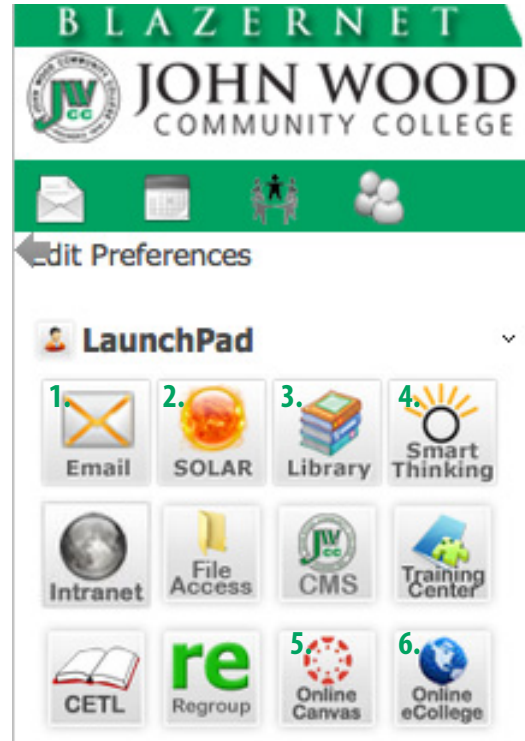 BLAZERNET
JOHN WOOD
COMMUNITY COLLEGE
Edit Preferences
LaunchPad
1. 2. 3. 4.
Email SOLAR Library Smart Thinking
Intranet File Access CMS Training Center
5. 6.
CETL re Regroup Online Canvas Online eCollege